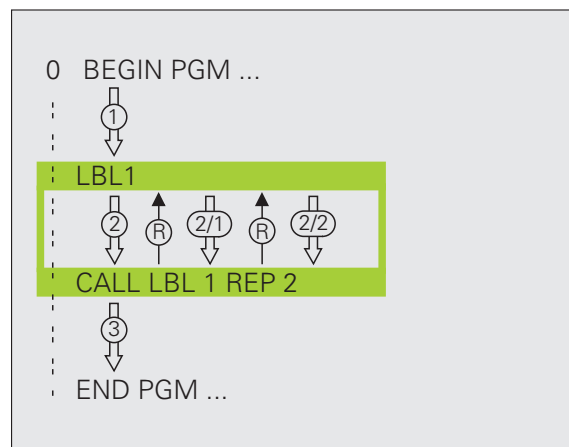 0 BEGIN PGM ...
1
LBL1
2 R 2/1 R 2/2
CALL LBL 1 REP 2
3
END PGM ...